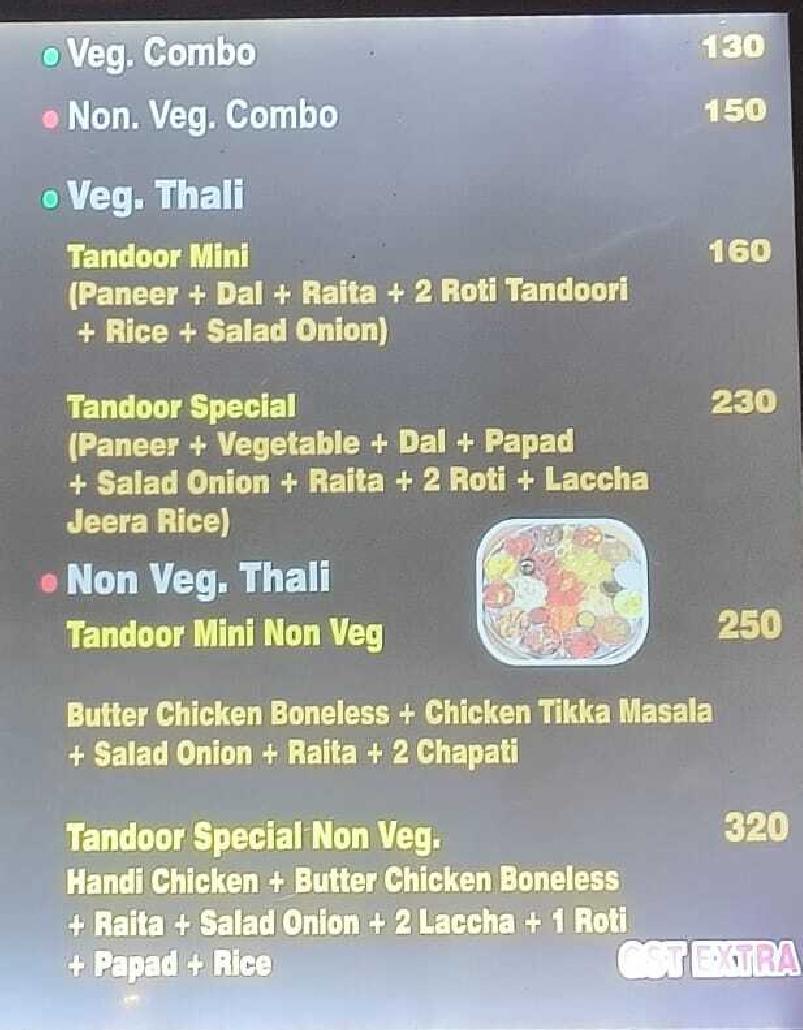 Veg. Combo 130
Non. Veg. Combo 150
Veg. Thali
Tandoor Mini 160
(Paneer + Dal + Raita + 2 Roti Tandoori
+ Rice + Salad Onion)
Tandoor Special 230
(Paneer + Vegetable + Dal + Papad
+ Salad Onion + Raita + 2 Roti + Laccha
Jeera Rice)
Non Veg. Thali
Tandoor Mini Non Veg 250
Butter Chicken Boneless + Chicken Tikka Masala
+ Salad Onion + Raita + 2 Chapati
Tandoor Special Non Veg. 320
Handi Chicken + Butter Chicken Boneless
+ Raita + Salad Onion + 2 Laccha + 1 Roti
+ Papad + Rice
GST EXTRA